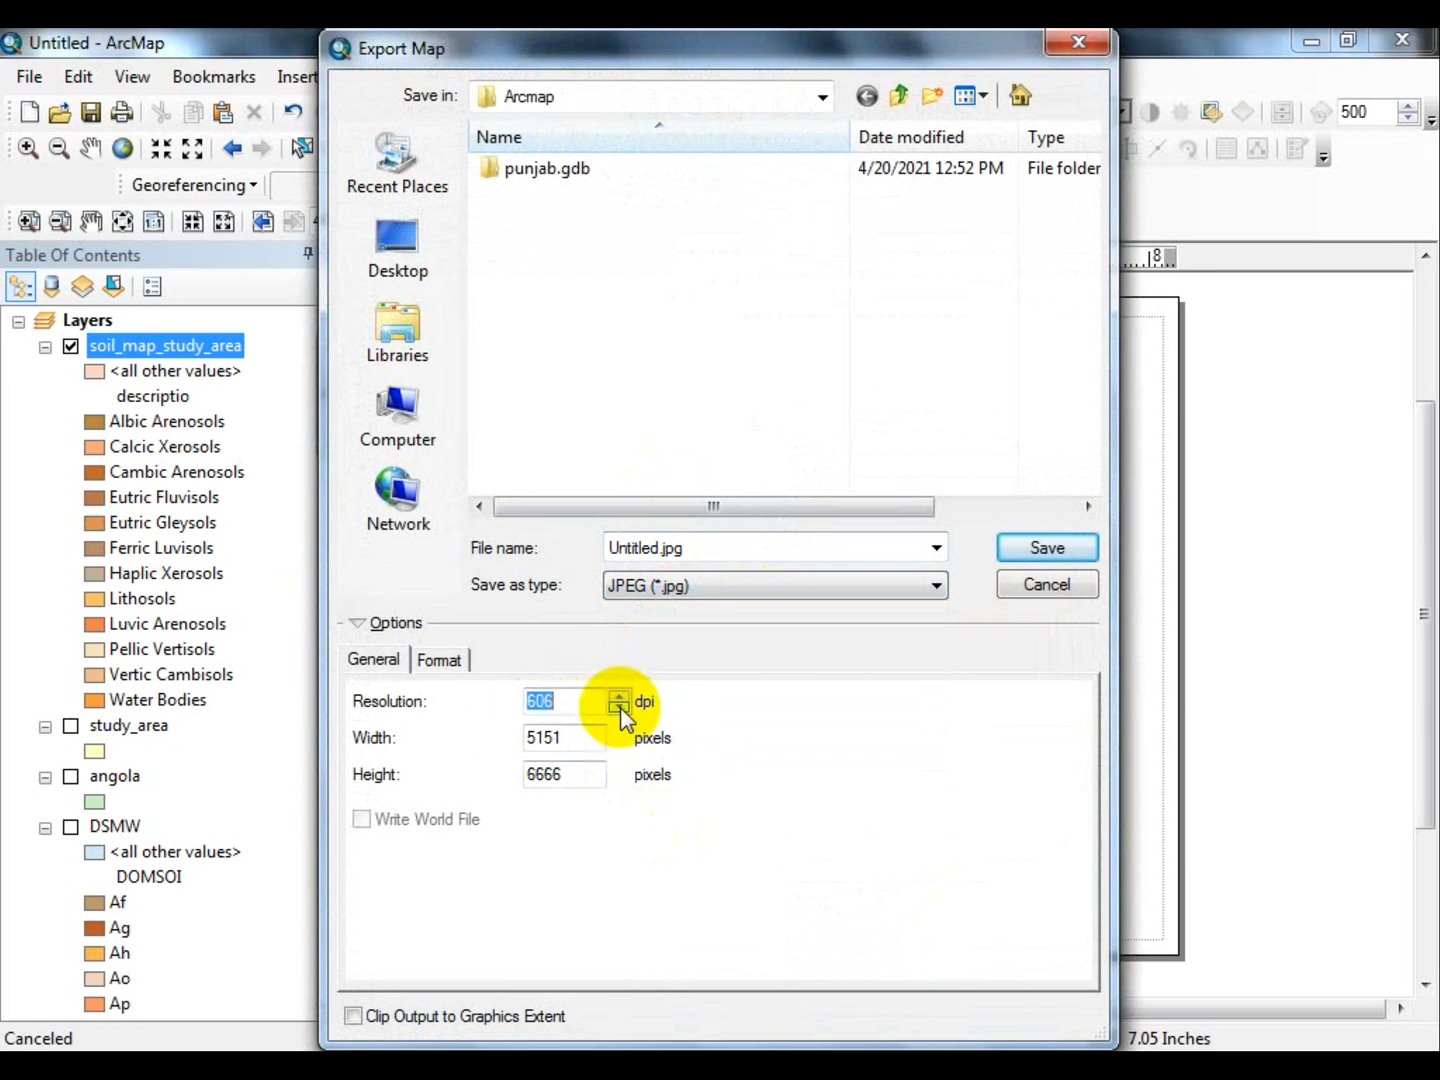 Untitled - ArcMap
Export Map
File Edit View Bookmarks Insert
Save in: Arcmap
500
Name Date modified Type
punjab.gdb 4/20/2021 12:52 PM File folder
Georeferencing
Recent Places
Desktop
Libraries
Computer
Network
1:1
Table Of Contents
8
Layers
soil_map_study_area
<all other values>
descriptio
Albic Arenosols
Calcic Xerosols
Cambic Arenosols
Eutric Fluvisols
Eutric Gleysols
Ferric Luvisols
Haplic Xerosols
Lithosols
Luvic Arenosols
Pellic Vertisols
Vertic Cambisols
Water Bodies
study_area
angola
DSMW
<all other values>
DOMSOI
Af
Ag
Ah
Ao
Ap
File name: Untitled.jpg Save
Save as type: JPEG (*.jpg) Cancel
Options
General Format
Resolution: 606 dpi
Width: 5151 pixels
Height: 6666 pixels
Write World File
Clip Output to Graphics Extent
Canceled
7.05 Inches